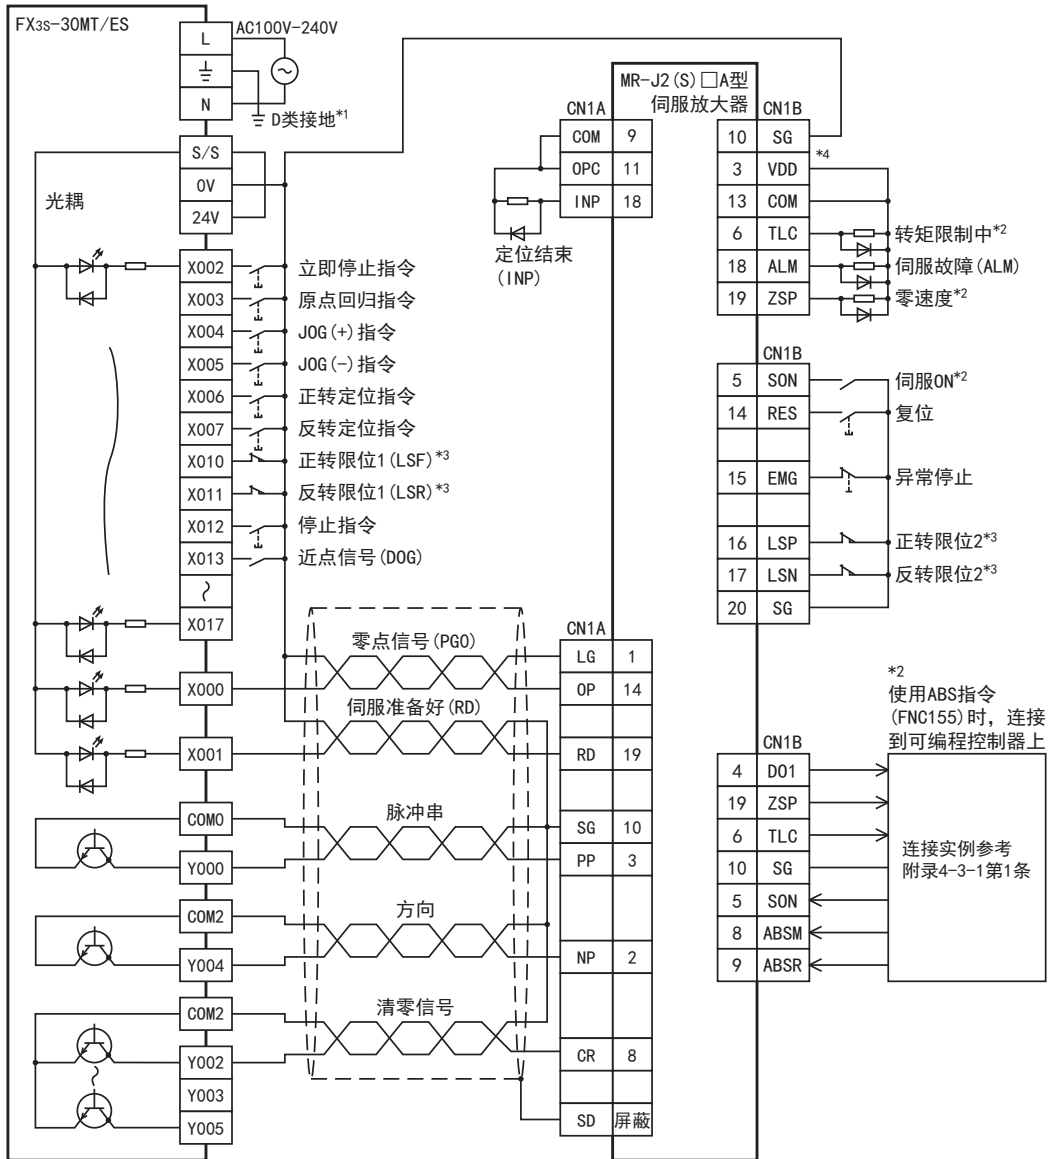 FX3S-30MT/ES
L
AC100V-240V
N
D类接地*1
S/S
0V
24V
光耦
X002 立即停止指令
X003 原点回归指令
X004 JOG(+)指令
X005 JOG(-)指令
X006 正转定位指令
X007 反转定位指令
X010 正转限位1(LSF)*3
X011 反转限位1(LSR)*3
X012 停止指令
X013 近点信号(DOG)
X017
X000
X001
COM0
Y000
COM2
Y004
COM2
Y002
Y003
Y005
零点信号(PG0)
伺服准备好(RD)
脉冲串
方向
清零信号
MR-J2(S)□A型
伺服放大器
CN1A
COM 9
OPC 11
INP 18
定位结束
(INP)
CN1A
LG 1
OP 14
RD 19
SG 10
PP 3
NP 2
CR 8
SD 屏蔽
CN1B
10 SG
*4
3 VDD
13 COM
6 TLC 转矩限制中*2
18 ALM 伺服故障(ALM)
19 ZSP 零速度*2
CN1B
5 SON 伺服ON*2
14 RES 复位
15 EMG 异常停止
16 LSP 正转限位2*3
17 LSN 反转限位2*3
20 SG
*2
使用ABS指令
(FNC155)时，连接
到可编程控制器上
CN1B
4 DO1
19 ZSP
6 TLC
10 SG
5 SON
8 ABSM
9 ABSR
连接实例参考
附录4-3-1第1条